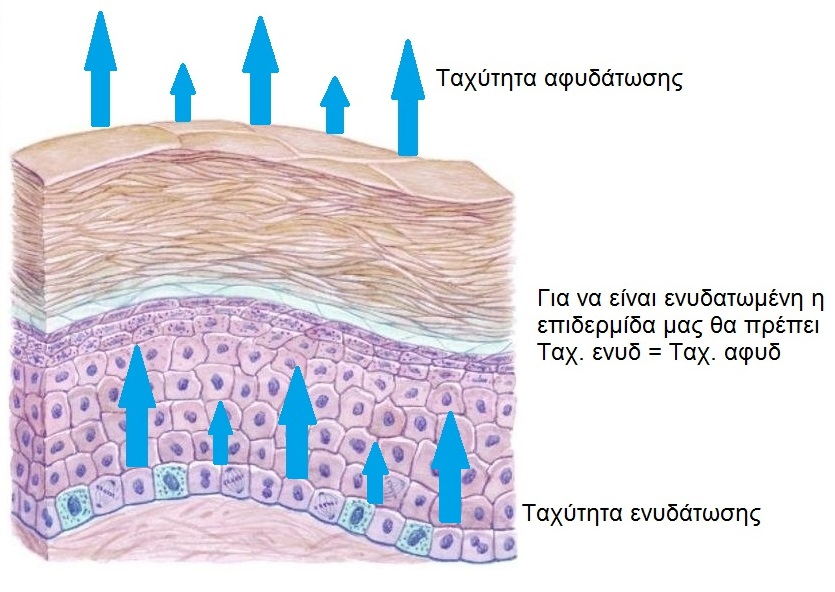 Ταχύτητα αφυδάτωσης
Για να είναι ενυδατωμένη η
επιδερμίδα μας θα πρέπει
Ταχ. ενυδ = Ταχ. αφυδ
Ταχύτητα ενυδάτωσης